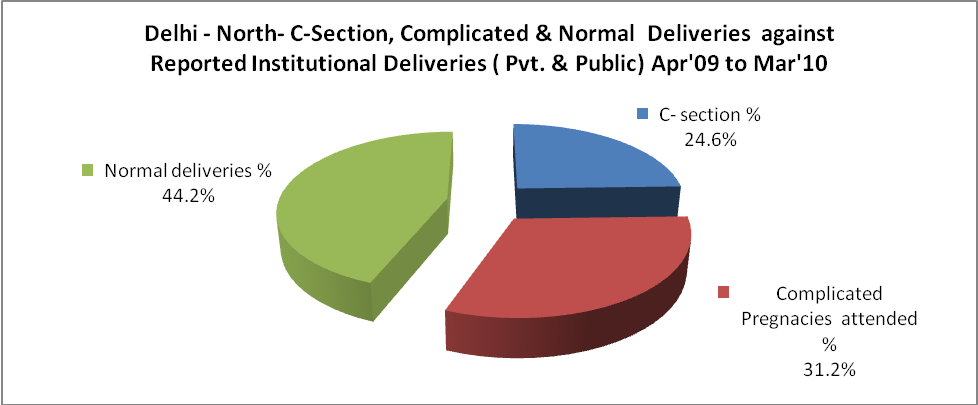 Delhi - North- C-Section, Complicated & Normal  Deliveries  against
Reported Institutional Deliveries ( Pvt. & Public) Apr'09 to Mar'10
C- section %
24.6%
Normal deliveries %
44.2%
Complicated
Pregnacies  attended
%
31.2%